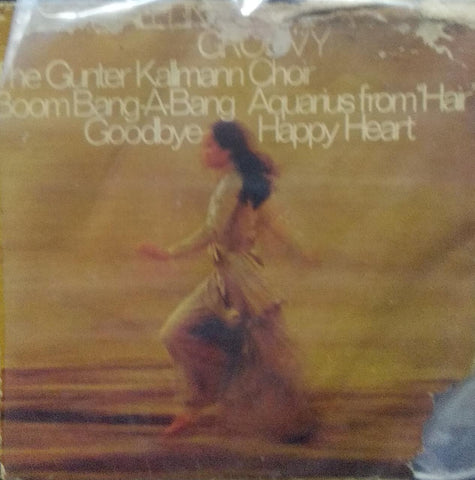 GROOVY
The Gunter Kallmann Choir
Boom Bang-A-Bang Aquarius from "Hair"
Goodbye Happy Heart